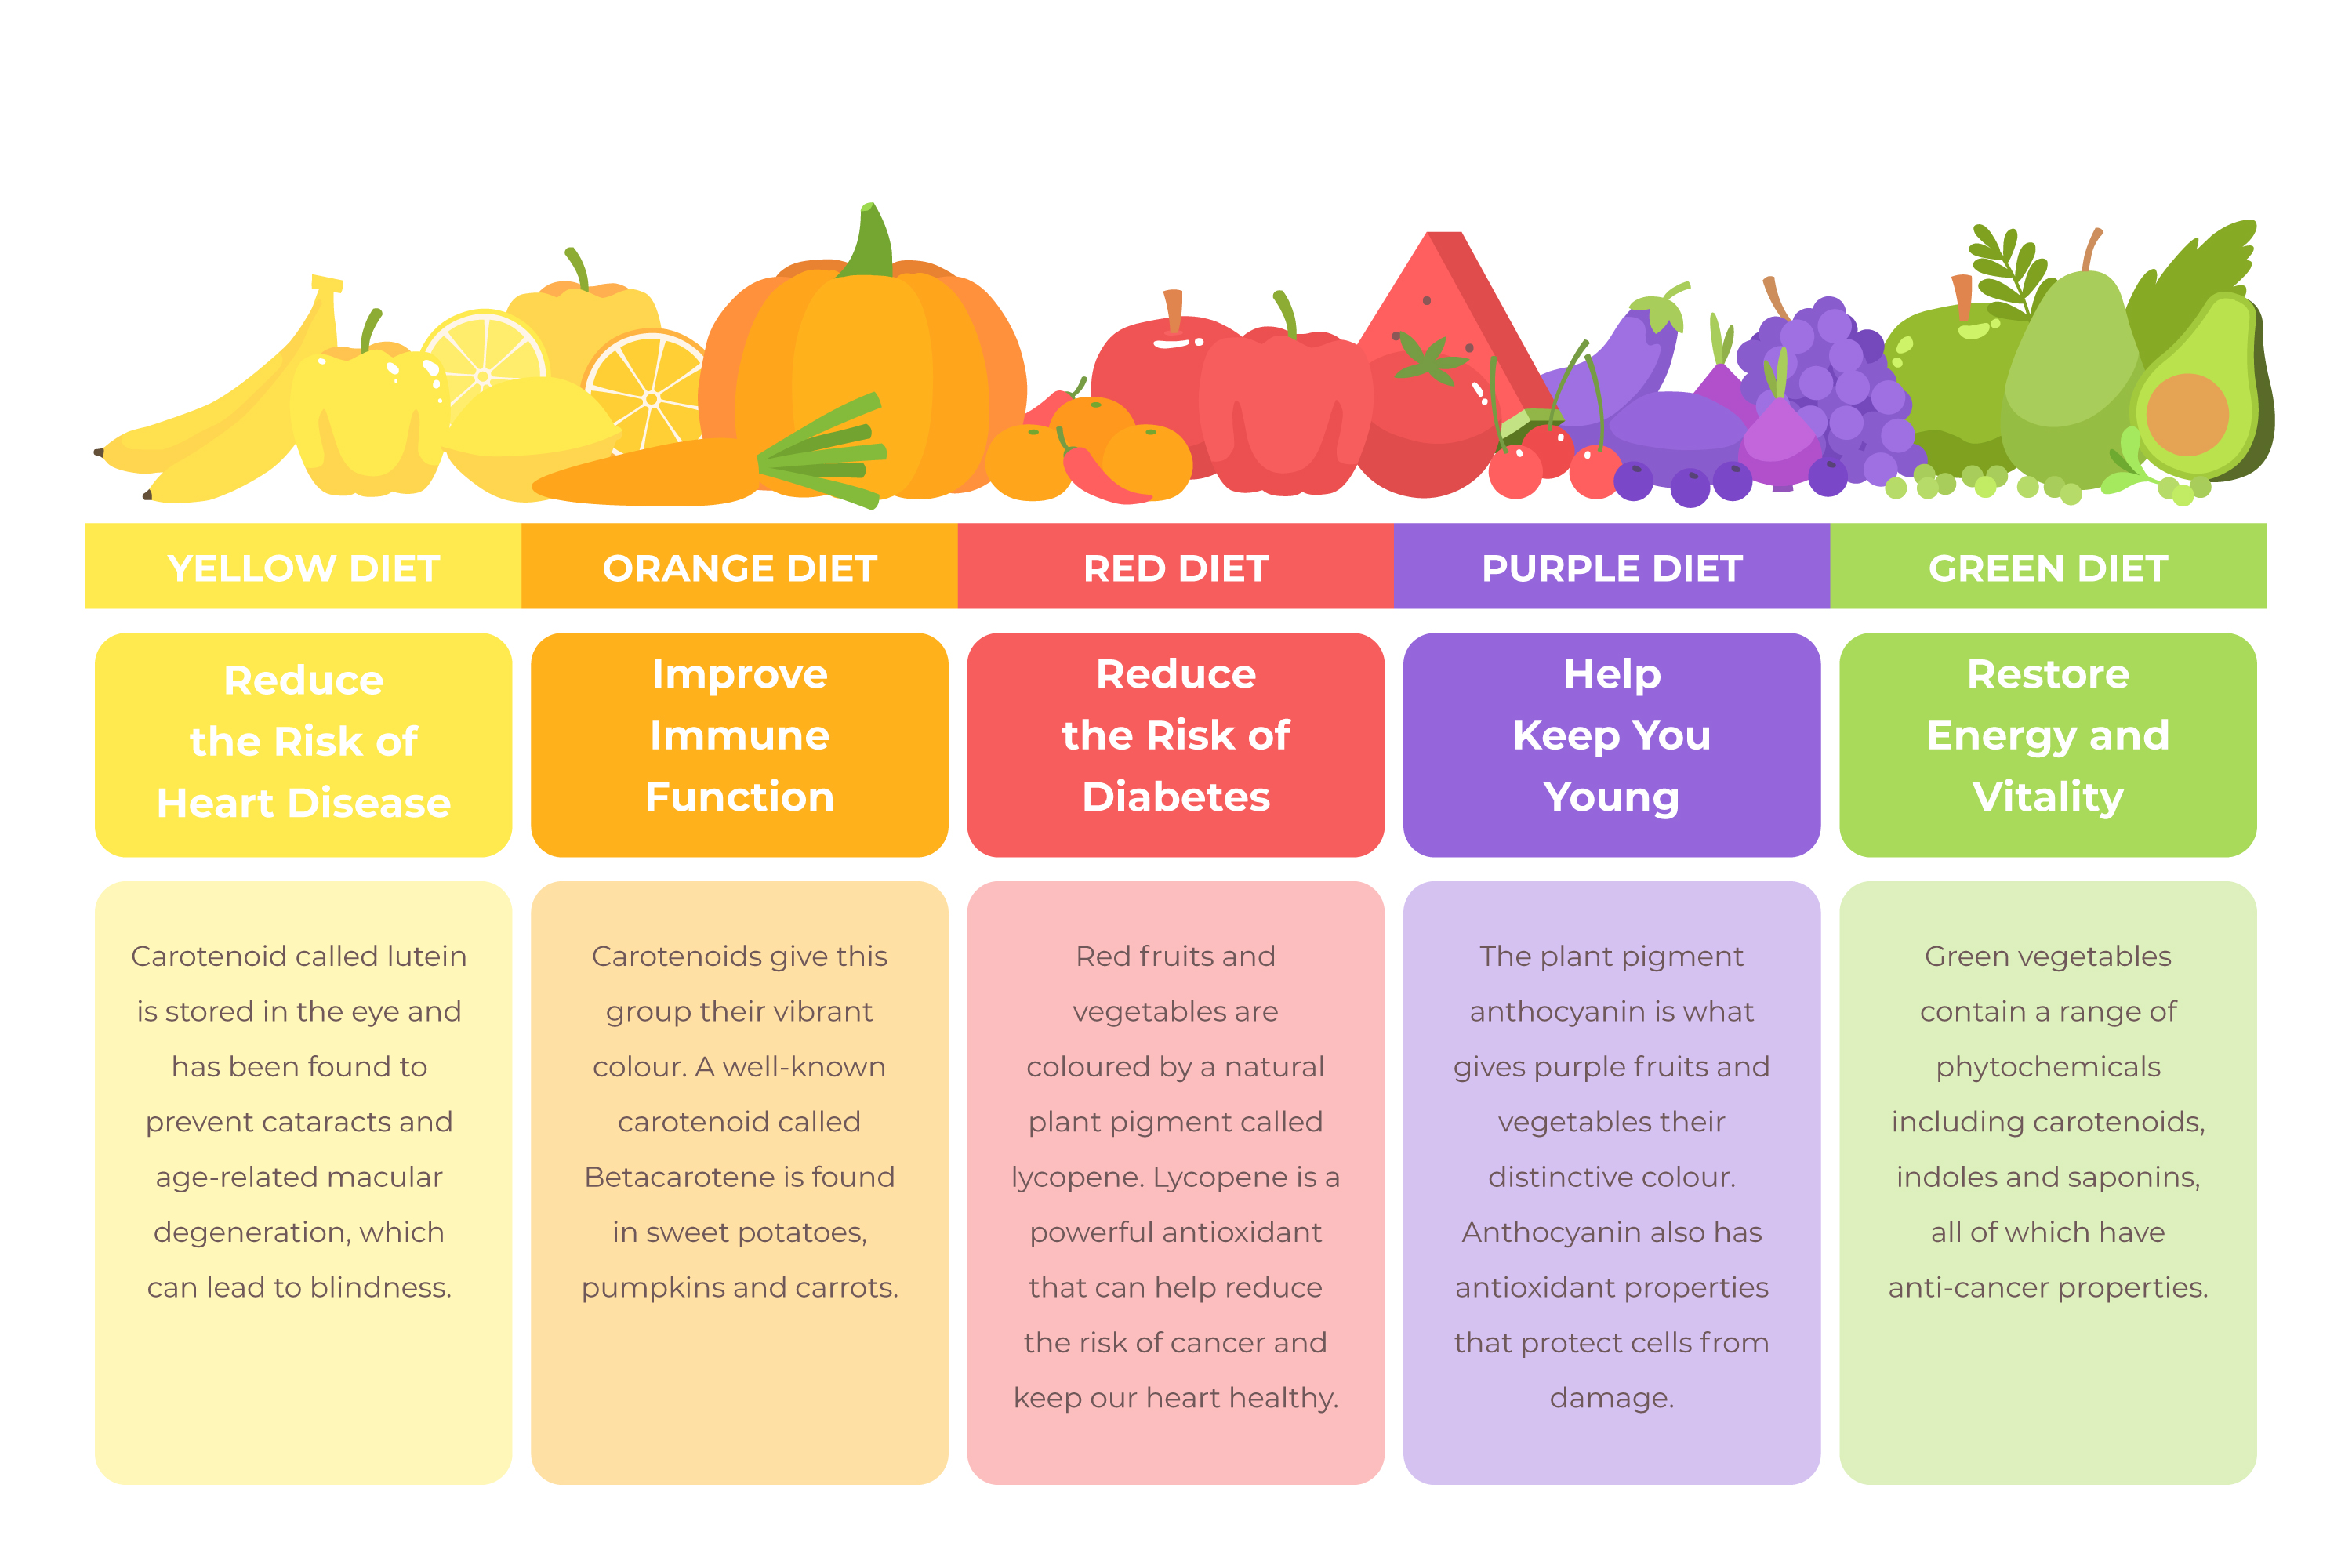 YELLOW DIET
ORANGE DIET
RED DIET
PURPLE DIET
GREEN DIET
Reduce
the Risk of
Heart Disease
Improve
Immune
Function
Reduce
the Risk of
Diabetes
Help
Keep You
Young
Restore
Energy and
Vitality
Carotenoid called lutein
is stored in the eye and
has been found to
prevent cataracts and
age-related macular
degeneration, which
can lead to blindness.
Carotenoids give this
group their vibrant
colour. A well-known
carotenoid called
Betacarotene is found
in sweet potatoes,
pumpkins and carrots.
Red fruits and
vegetables are
coloured by a natural
plant pigment called
lycopene. Lycopene is a
powerful antioxidant
that can help reduce
the risk of cancer and
keep our heart healthy.
The plant pigment
anthocyanin is what
gives purple fruits and
vegetables their
distinctive colour.
Anthocyanin also has
antioxidant properties
that protect cells from
damage.
Green vegetables
contain a range of
phytochemicals
including carotenoids,
indoles and saponins,
all of which have
anti-cancer properties.